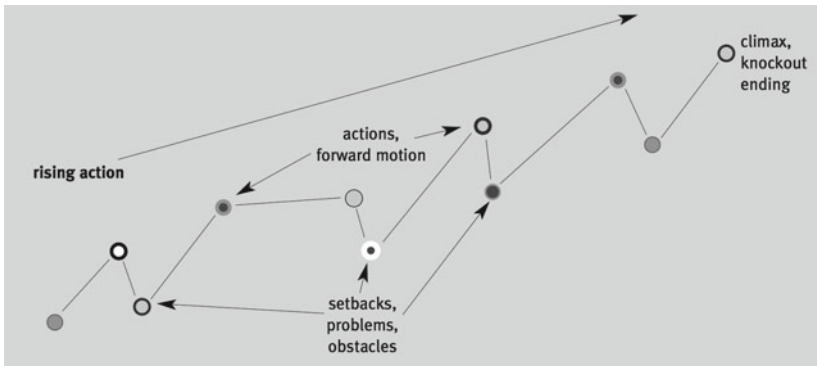 climax,
knockout
ending
actions,
forward motion
rising action
setbacks,
problems,
obstacles